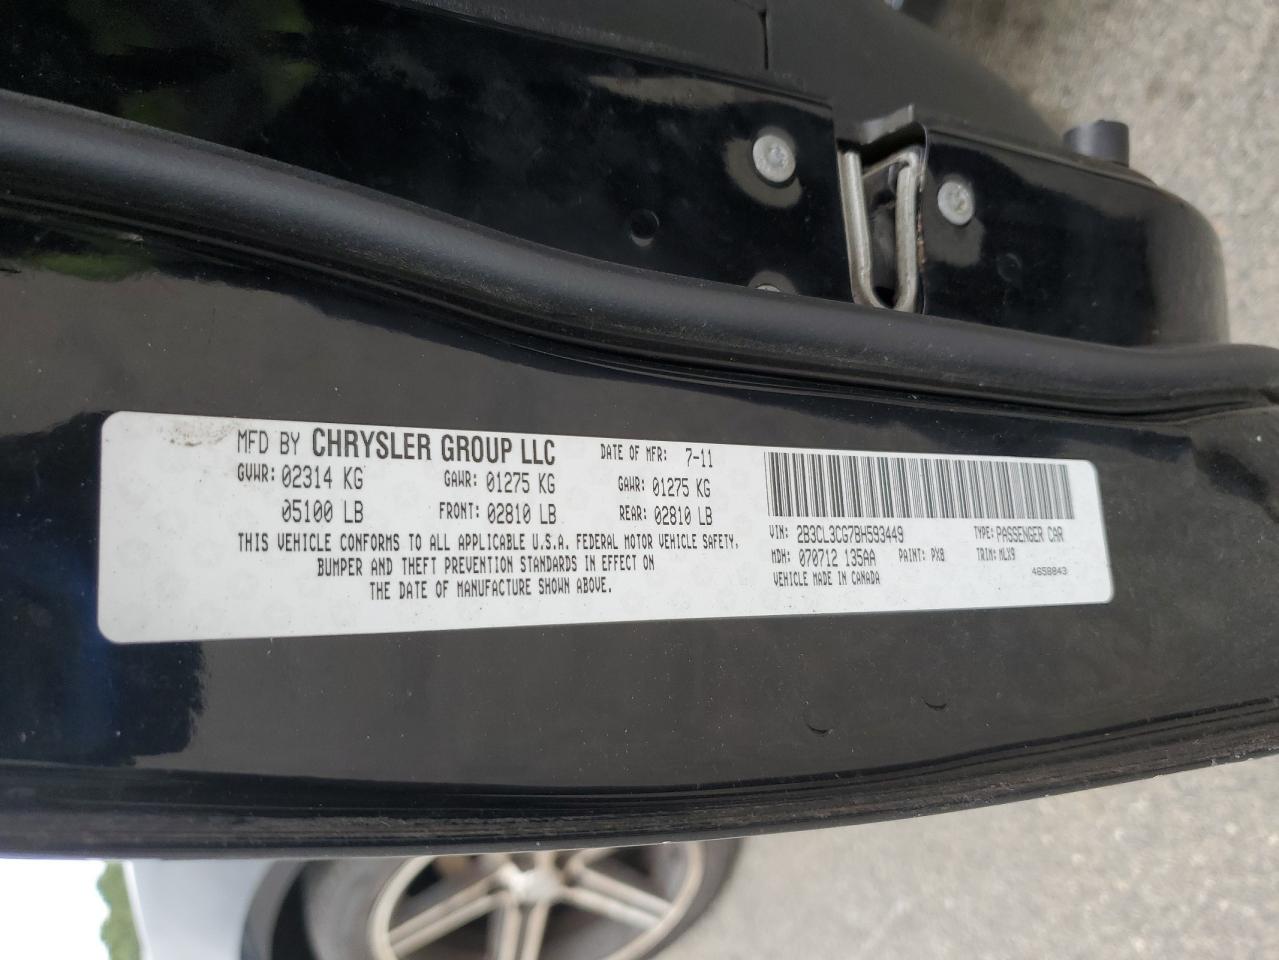 MFD BY CHRYSLER GROUP LLC DATE OF MFR: 7-11
GVWR: 02314 KG GAWR: 01275 KG GAWR: 01275 KG
05100 LB FRONT: 02810 LB REAR: 02810 LB
THIS VEHICLE CONFORMS TO ALL APPLICABLE U.S.A. FEDERAL MOTOR VEHICLE SAFETY,
BUMPER AND THEFT PREVENTION STANDARDS IN EFFECT ON
THE DATE OF MANUFACTURE SHOWN ABOVE.
VIN: 2B3CL3CG7BH593449 TYPE: PASSENGER CAR
MDH: 070712 135AA PAINT: PX8 TRIM: MLX9
VEHICLE MADE IN CANADA 4658843